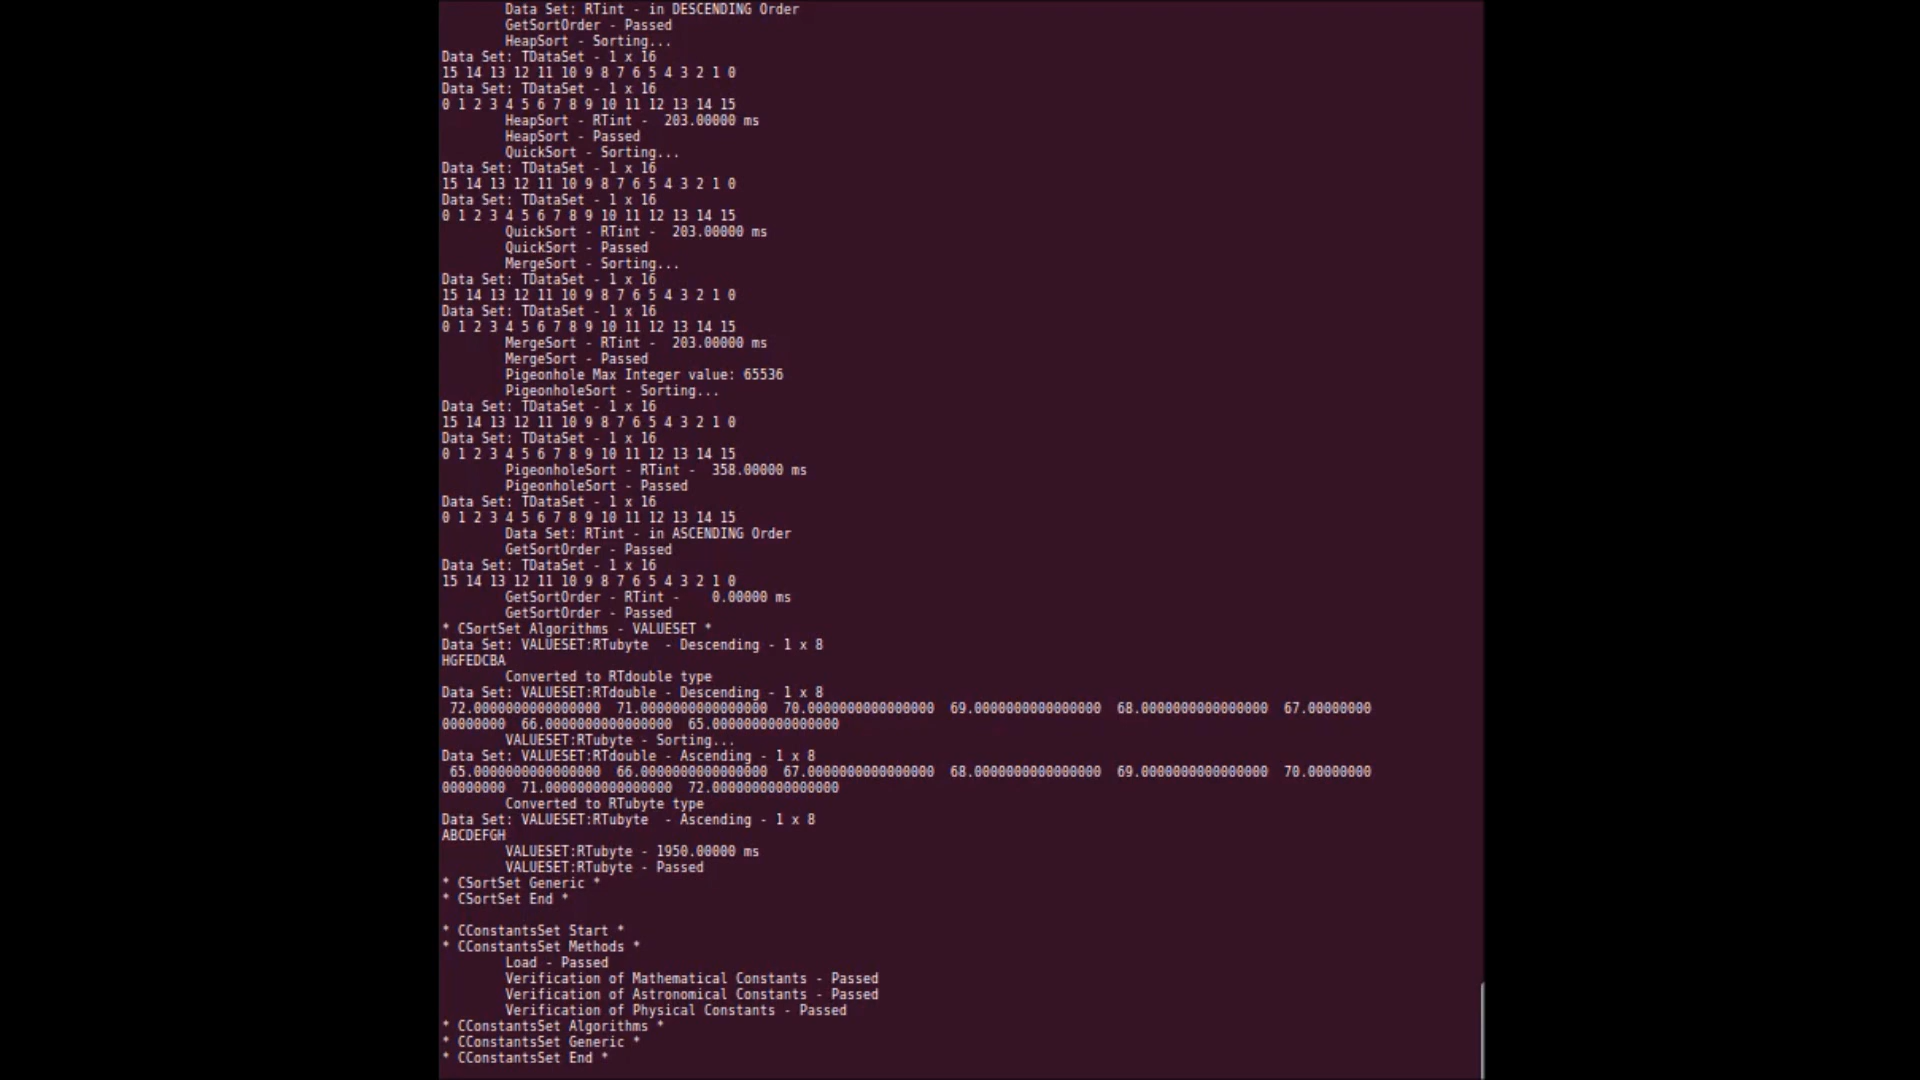 Data Set: RTint - in DESCENDING Order
GetSortOrder - Passed
HeapSort - Sorting...
Data Set: TDataSet - 1 x 16
15 14 13 12 11 10 9 8 7 6 5 4 3 2 1 0
Data Set: TDataSet - 1 x 16
0 1 2 3 4 5 6 7 8 9 10 11 12 13 14 15
HeapSort - RTint -  203.00000 ms
HeapSort - Passed
QuickSort - Sorting...
Data Set: TDataSet - 1 x 16
15 14 13 12 11 10 9 8 7 6 5 4 3 2 1 0
Data Set: TDataSet - 1 x 16
0 1 2 3 4 5 6 7 8 9 10 11 12 13 14 15
QuickSort - RTint -  203.00000 ms
QuickSort - Passed
MergeSort - Sorting...
Data Set: TDataSet - 1 x 16
15 14 13 12 11 10 9 8 7 6 5 4 3 2 1 0
Data Set: TDataSet - 1 x 16
0 1 2 3 4 5 6 7 8 9 10 11 12 13 14 15
MergeSort - RTint -  203.00000 ms
MergeSort - Passed
Pigeonhole Max Integer value: 65536
PigeonholeSort - Sorting...
Data Set: TDataSet - 1 x 16
15 14 13 12 11 10 9 8 7 6 5 4 3 2 1 0
Data Set: TDataSet - 1 x 16
0 1 2 3 4 5 6 7 8 9 10 11 12 13 14 15
PigeonholeSort - RTint -  358.00000 ms
PigeonholeSort - Passed
Data Set: TDataSet - 1 x 16
0 1 2 3 4 5 6 7 8 9 10 11 12 13 14 15
Data Set: RTint - in ASCENDING Order
GetSortOrder - Passed
Data Set: TDataSet - 1 x 16
15 14 13 12 11 10 9 8 7 6 5 4 3 2 1 0
GetSortOrder - RTint -    0.00000 ms
GetSortOrder - Passed
* CSortSet Algorithms - VALUESET *
Data Set: VALUESET:RTubyte  - Descending - 1 x 8
HGFEDCBA
Converted to RTdouble type
Data Set: VALUESET:RTdouble - Descending - 1 x 8
72.0000000000000000  71.0000000000000000  70.0000000000000000  69.0000000000000000  68.0000000000000000  67.00000000
00000000  66.0000000000000000  65.0000000000000000
VALUESET:RTubyte - Sorting...
Data Set: VALUESET:RTdouble - Ascending - 1 x 8
65.0000000000000000  66.0000000000000000  67.0000000000000000  68.0000000000000000  69.0000000000000000  70.00000000
00000000  71.0000000000000000  72.0000000000000000
Converted to RTubyte type
Data Set: VALUESET:RTubyte  - Ascending - 1 x 8
ABCDEFGH
VALUESET:RTubyte - 1950.00000 ms
VALUESET:RTubyte - Passed
* CSortSet Generic *
* CSortSet End *
* CConstantsSet Start *
* CConstantsSet Methods *
Load - Passed
Verification of Mathematical Constants - Passed
Verification of Astronomical Constants - Passed
Verification of Physical Constants - Passed
* CConstantsSet Algorithms *
* CConstantsSet Generic *
* CConstantsSet End *